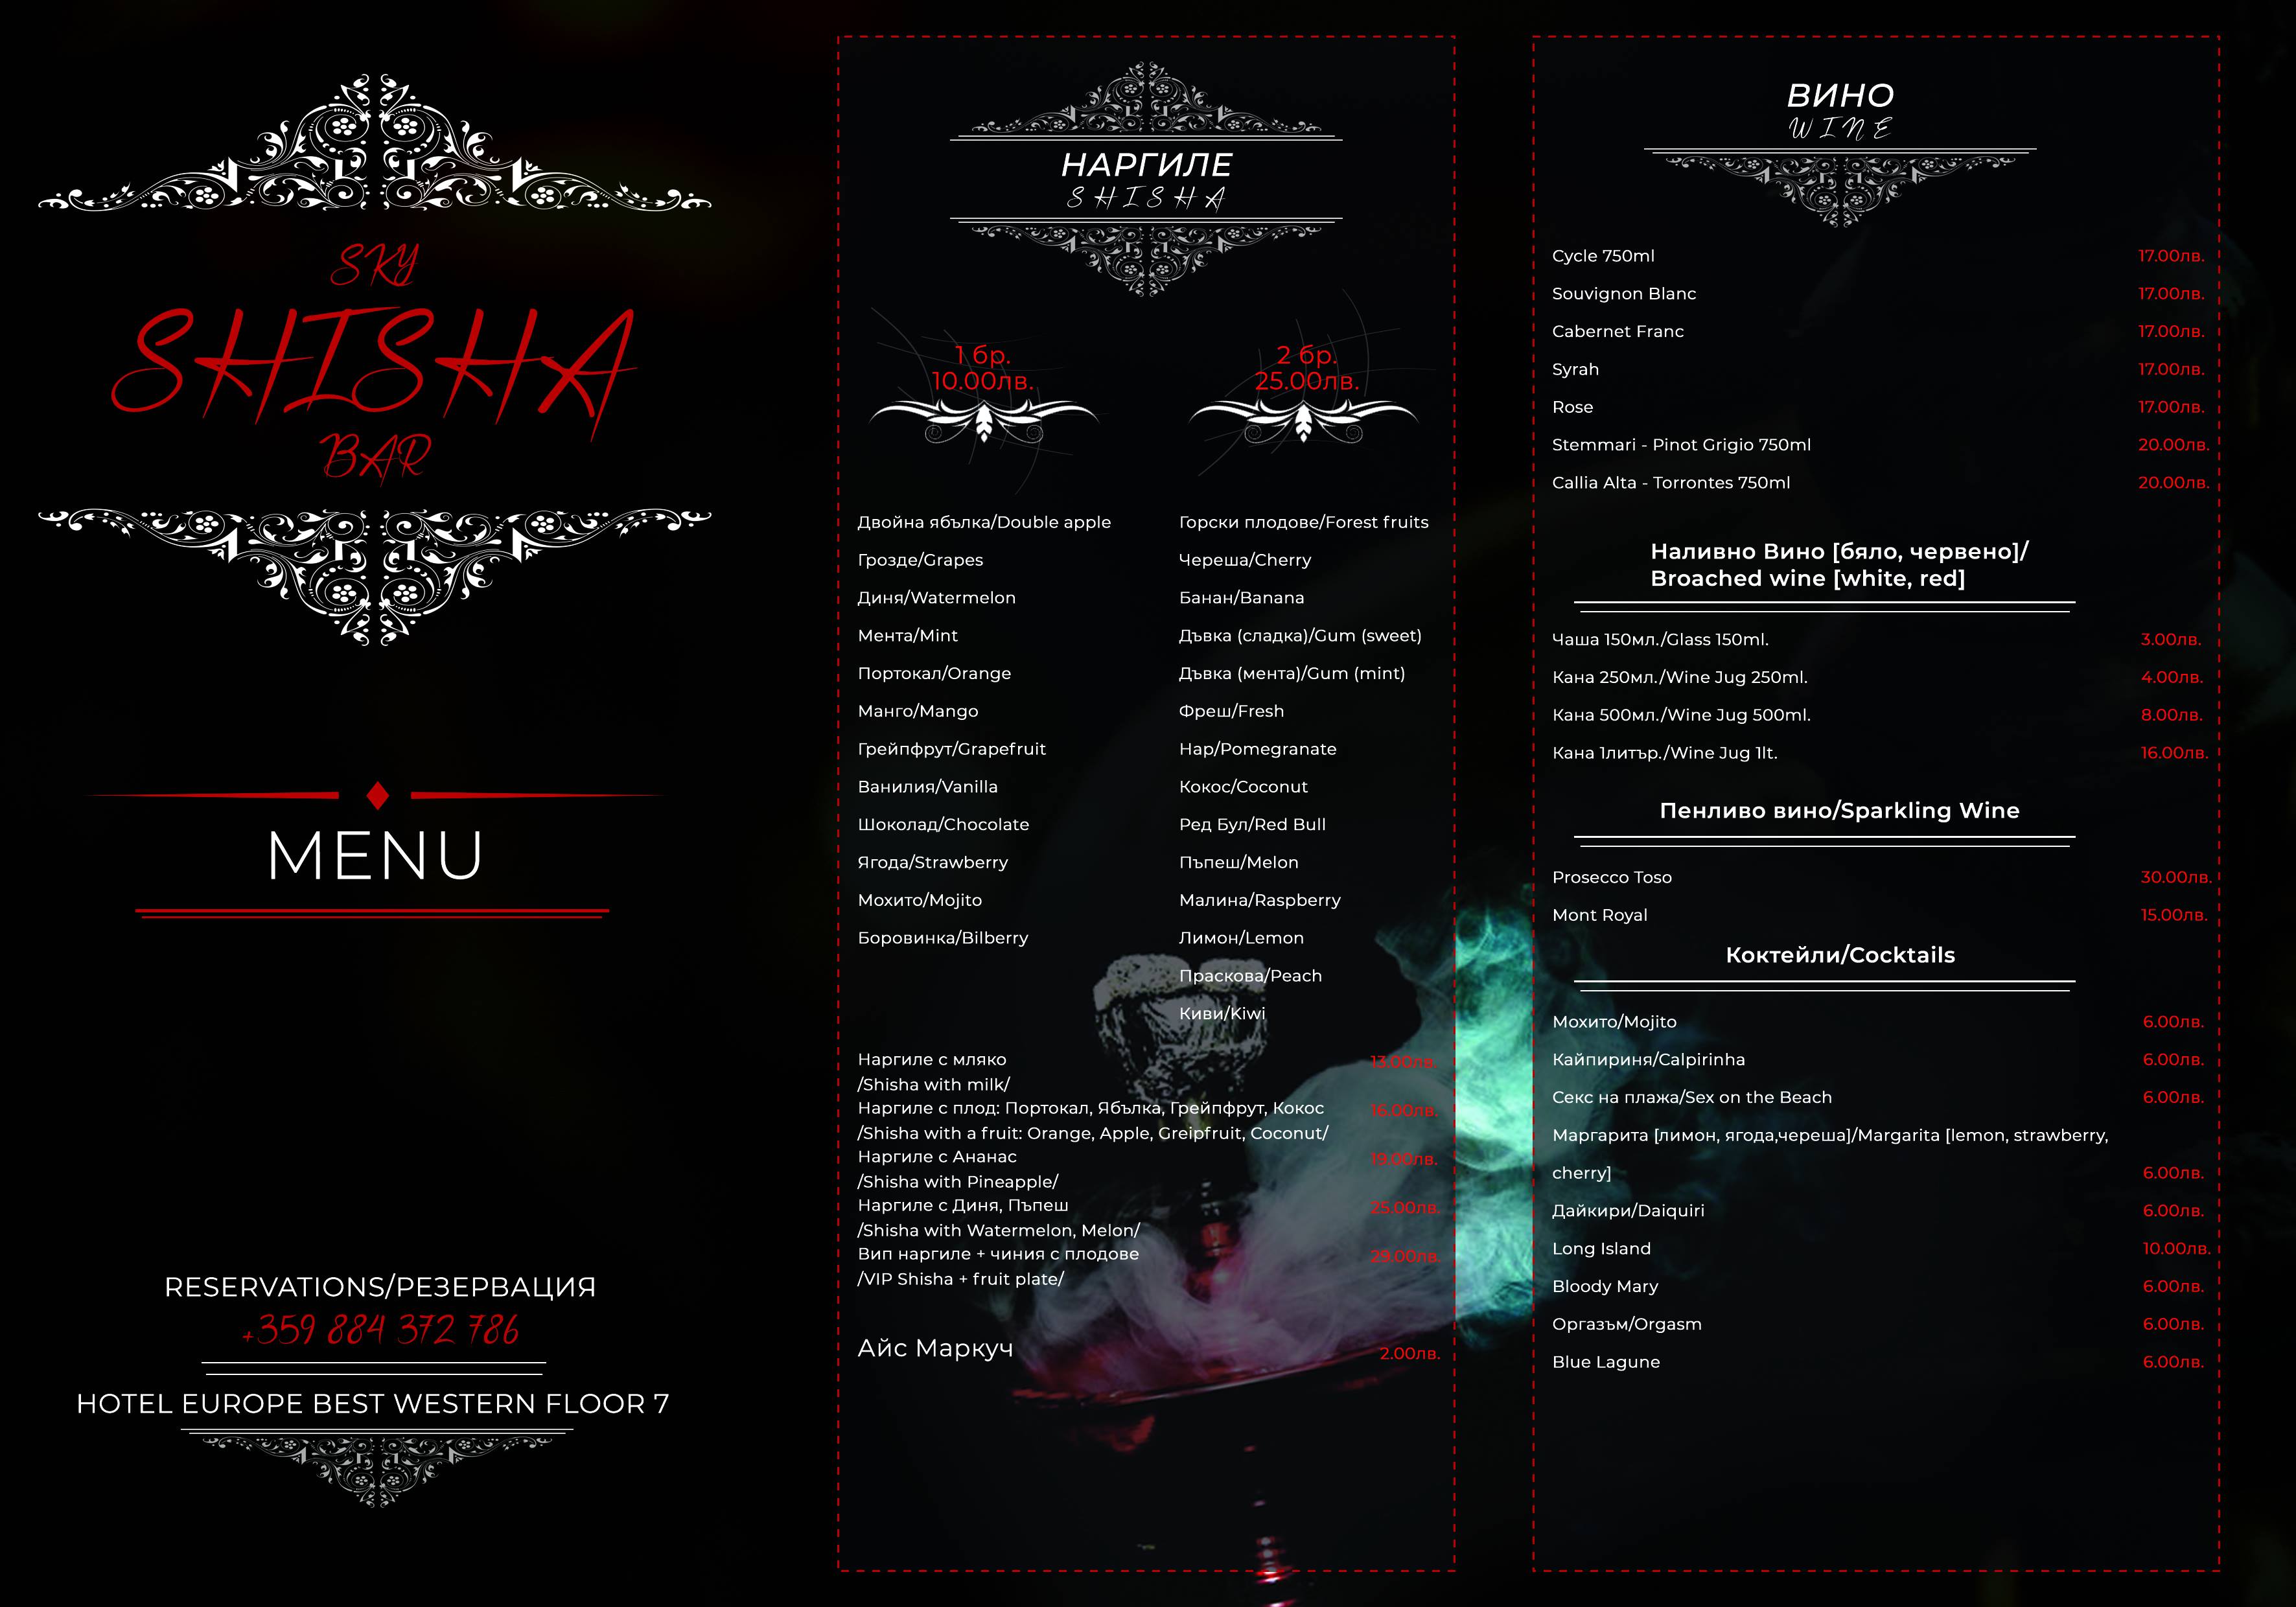 SKY
SHISHA
BAR
MENU
RESERVATIONS/РЕЗЕРВАЦИЯ
+359 884 372 786
HOTEL EUROPE BEST WESTERN FLOOR 7
НАРГИЛЕ
SHISHA
1 бр.
10.00лв.
2 бр.
25.00лв.
Двойна ябълка/Double apple
Грозде/Grapes
Диня/Watermelon
Мента/Mint
Портокал/Orange
Манго/Mango
Грейпфрут/Grapefruit
Ванилия/Vanilla
Шоколад/Chocolate
Ягода/Strawberry
Мохито/Mojito
Боровинка/Bilberry
Горски плодове/Forest fruits
Череша/Cherry
Банан/Banana
Дъвка (сладка)/Gum (sweet)
Дъвка (мента)/Gum (mint)
Фреш/Fresh
Нар/Pomegranate
Кокос/Coconut
Ред Бул/Red Bull
Пъпеш/Melon
Малина/Raspberry
Лимон/Lemon
Праскова/Peach
Киви/Kiwi
Наргиле с мляко 13.00лв.
/Shisha with milk/
Наргиле с плод: Портокал, Ябълка, Грейпфрут, Кокос 16.00лв.
/Shisha with a fruit: Orange, Apple, Greipfruit, Coconut/
Наргиле с Ананас 19.00лв.
/Shisha with Pineapple/
Наргиле с Диня, Пъпеш 25.00лв.
/Shisha with Watermelon, Melon/
Вип наргиле + чиния с плодове 29.00лв.
/VIP Shisha + fruit plate/
Айс Маркуч 2.00лв.
ВИНО
WINE
Cycle 750ml 17.00лв.
Souvignon Blanc 17.00лв.
Cabernet Franc 17.00лв.
Syrah 17.00лв.
Rose 17.00лв.
Stemmari - Pinot Grigio 750ml 20.00лв.
Callia Alta - Torrontes 750ml 20.00лв.
Наливно Вино [бяло, червено]/
Broached wine [white, red]
Чаша 150мл./Glass 150ml. 3.00лв.
Кана 250мл./Wine Jug 250ml. 4.00лв.
Кана 500мл./Wine Jug 500ml. 8.00лв.
Кана 1литър./Wine Jug 1lt. 16.00лв.
Пенливо вино/Sparkling Wine
Prosecco Toso 30.00лв.
Mont Royal 15.00лв.
Коктейли/Cocktails
Мохито/Mojito 6.00лв.
Кайпириня/Calpirinha 6.00лв.
Секс на плажа/Sex on the Beach 6.00лв.
Маргарита [лимон, ягода,череша]/Margarita [lemon, strawberry,
cherry] 6.00лв.
Дайкири/Daiquiri 6.00лв.
Long Island 10.00лв.
Bloody Mary 6.00лв.
Оргазъм/Orgasm 6.00лв.
Blue Lagune 6.00лв.